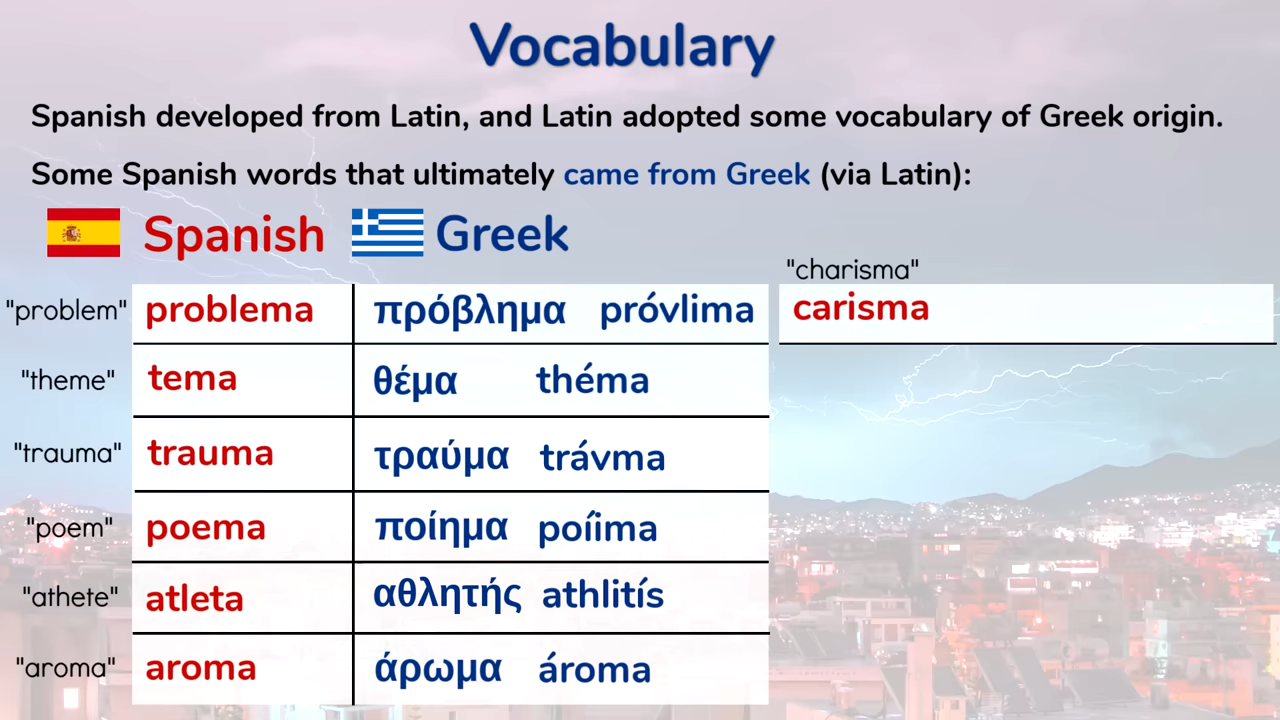 Vocabulary
Spanish developed from Latin, and Latin adopted some vocabulary of Greek origin.
Some Spanish words that ultimately came from Greek (via Latin):
Spanish Greek
"charisma"
"problem" problema πρόβλημα próvlima carisma
"theme" tema θέμα théma
"trauma" trauma τραύμα trávma
"poem" poema ποίημα poíima
"athete" atleta αθλητής athlitís
"aroma" aroma άρωμα ároma